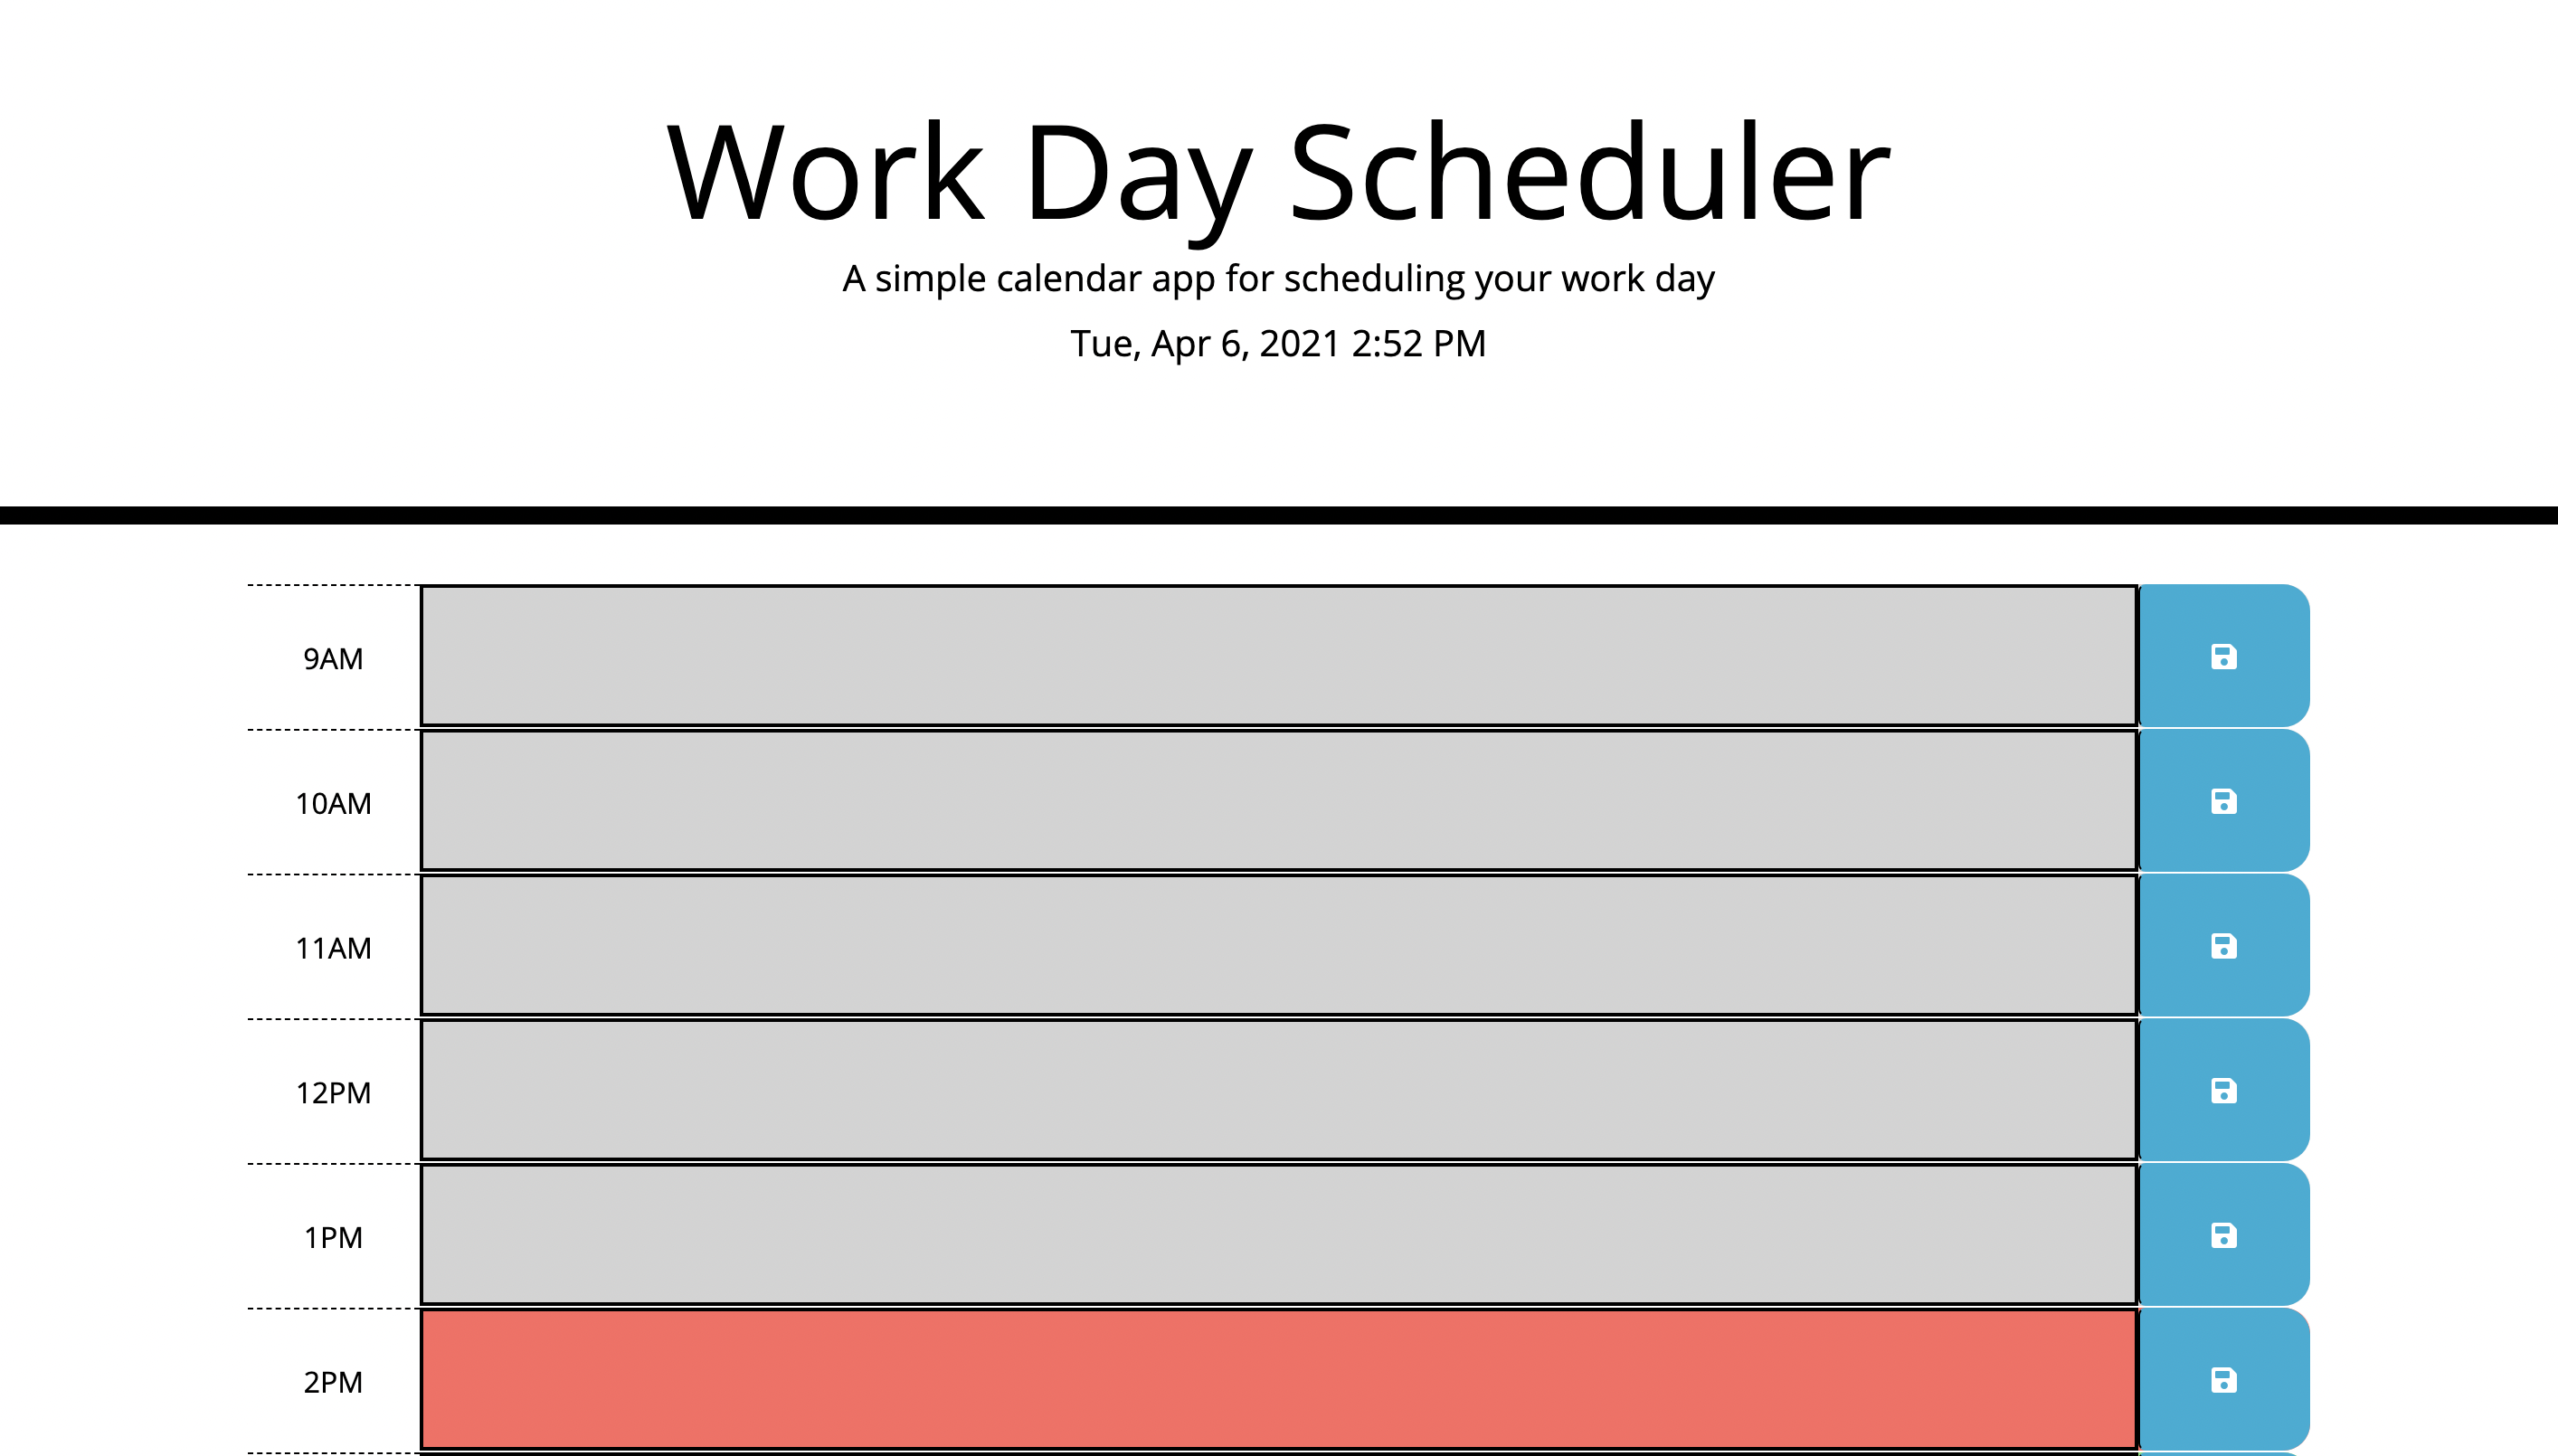 Work Day Scheduler
A simple calendar app for scheduling your work day
Tue, Apr 6, 2021 2:52 PM
9AM
10AM
11AM
12PM
1PM
2PM